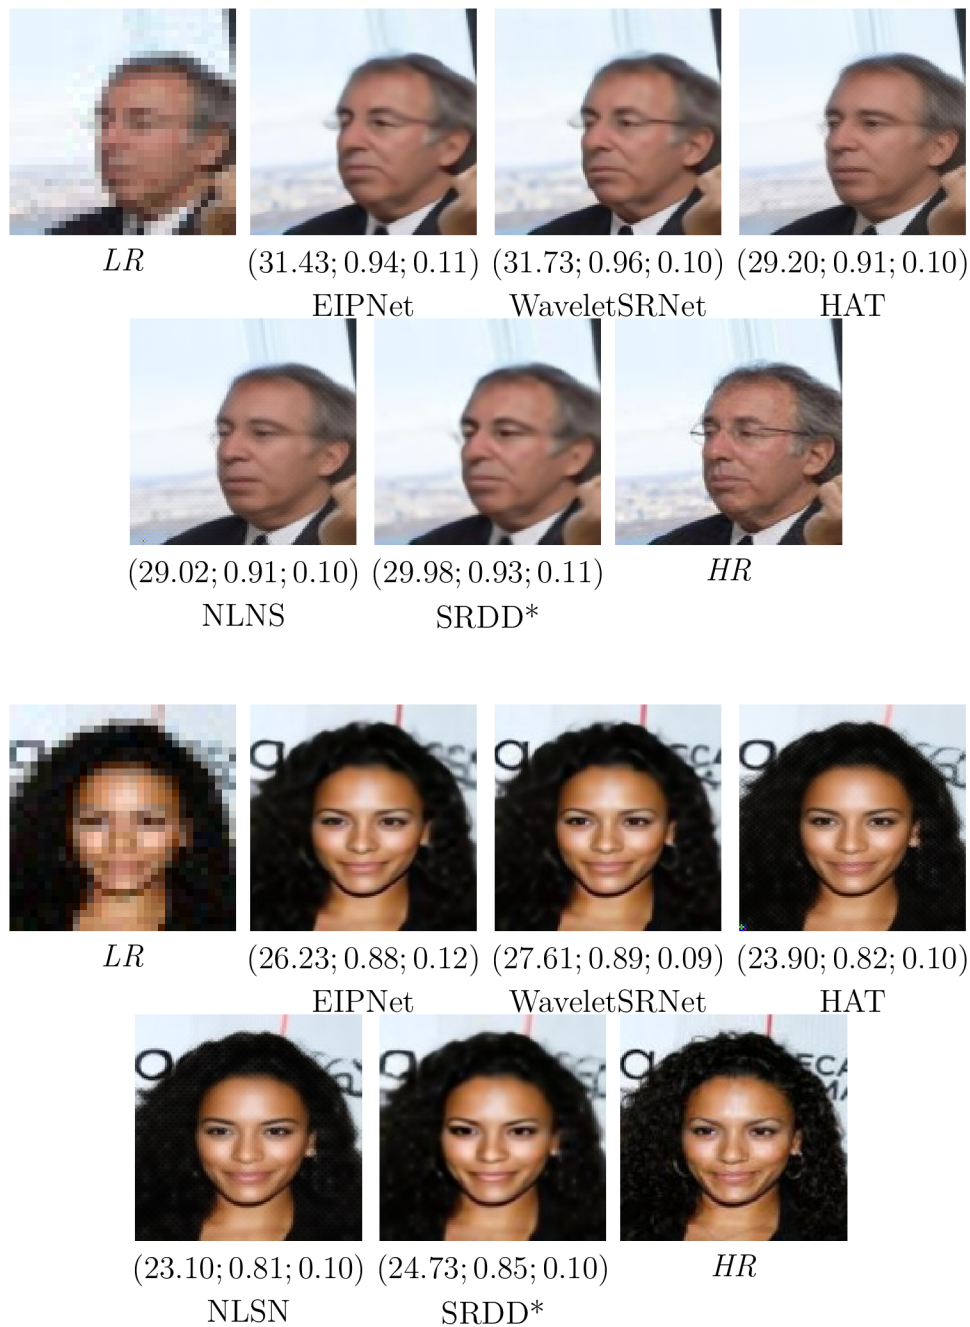 LR (31.43; 0.94; 0.11) (31.73; 0.96; 0.10) (29.20; 0.91; 0.10)
EIPNet WaveletSRNet HAT
(29.02; 0.91; 0.10) (29.98; 0.93; 0.11) HR
NLNS SRDD*
LR (26.23; 0.88; 0.12) (27.61; 0.89; 0.09) (23.90; 0.82; 0.10)
EIPNet WaveletSRNet HAT
ECA
MA
(23.10; 0.81; 0.10) (24.73; 0.85; 0.10) HR
NLSN SRDD*